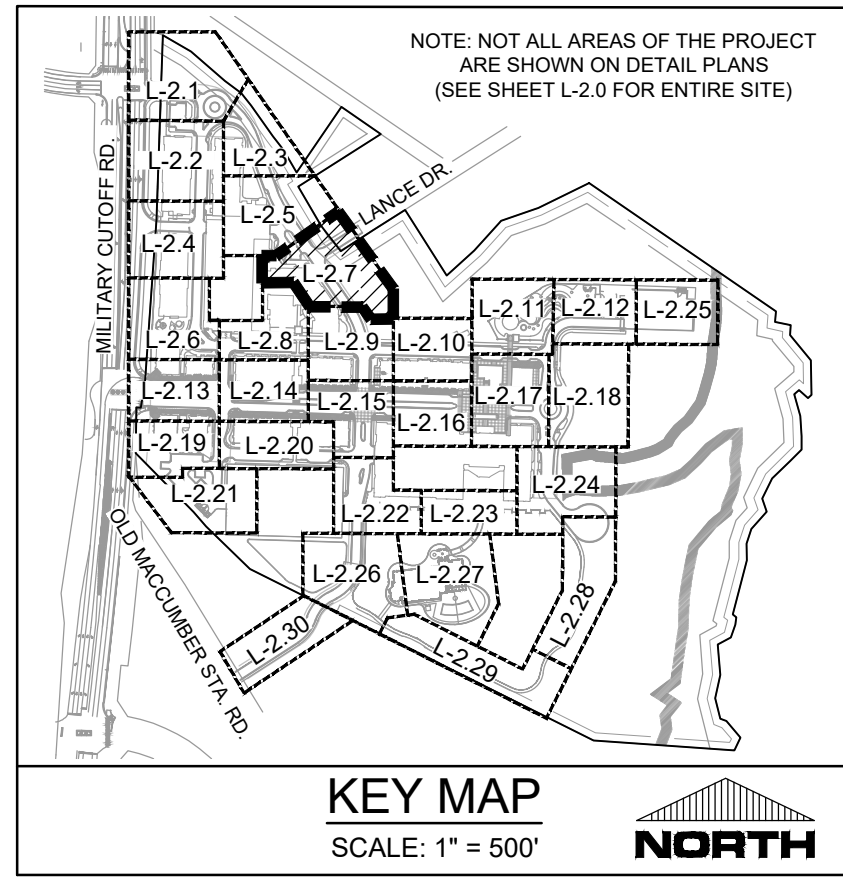 NOTE: NOT ALL AREAS OF THE PROJECT
ARE SHOWN ON DETAIL PLANS
(SEE SHEET L-2.0 FOR ENTIRE SITE)
MILITARY CUTOFF RD.
LANCE DR.
OLD MACCUMBER STA. RD.
L-2.1
L-2.2
L-2.3
L-2.4
L-2.5
L-2.6
L-2.7
L-2.8
L-2.9
L-2.10
L-2.11
L-2.12
L-2.25
L-2.13
L-2.14
L-2.15
L-2.16
L-2.17
L-2.18
L-2.19
L-2.20
L-2.21
L-2.22
L-2.23
L-2.24
L-2.26
L-2.27
L-2.28
L-2.29
L-2.30
KEY MAP
SCALE: 1" = 500'
NORTH